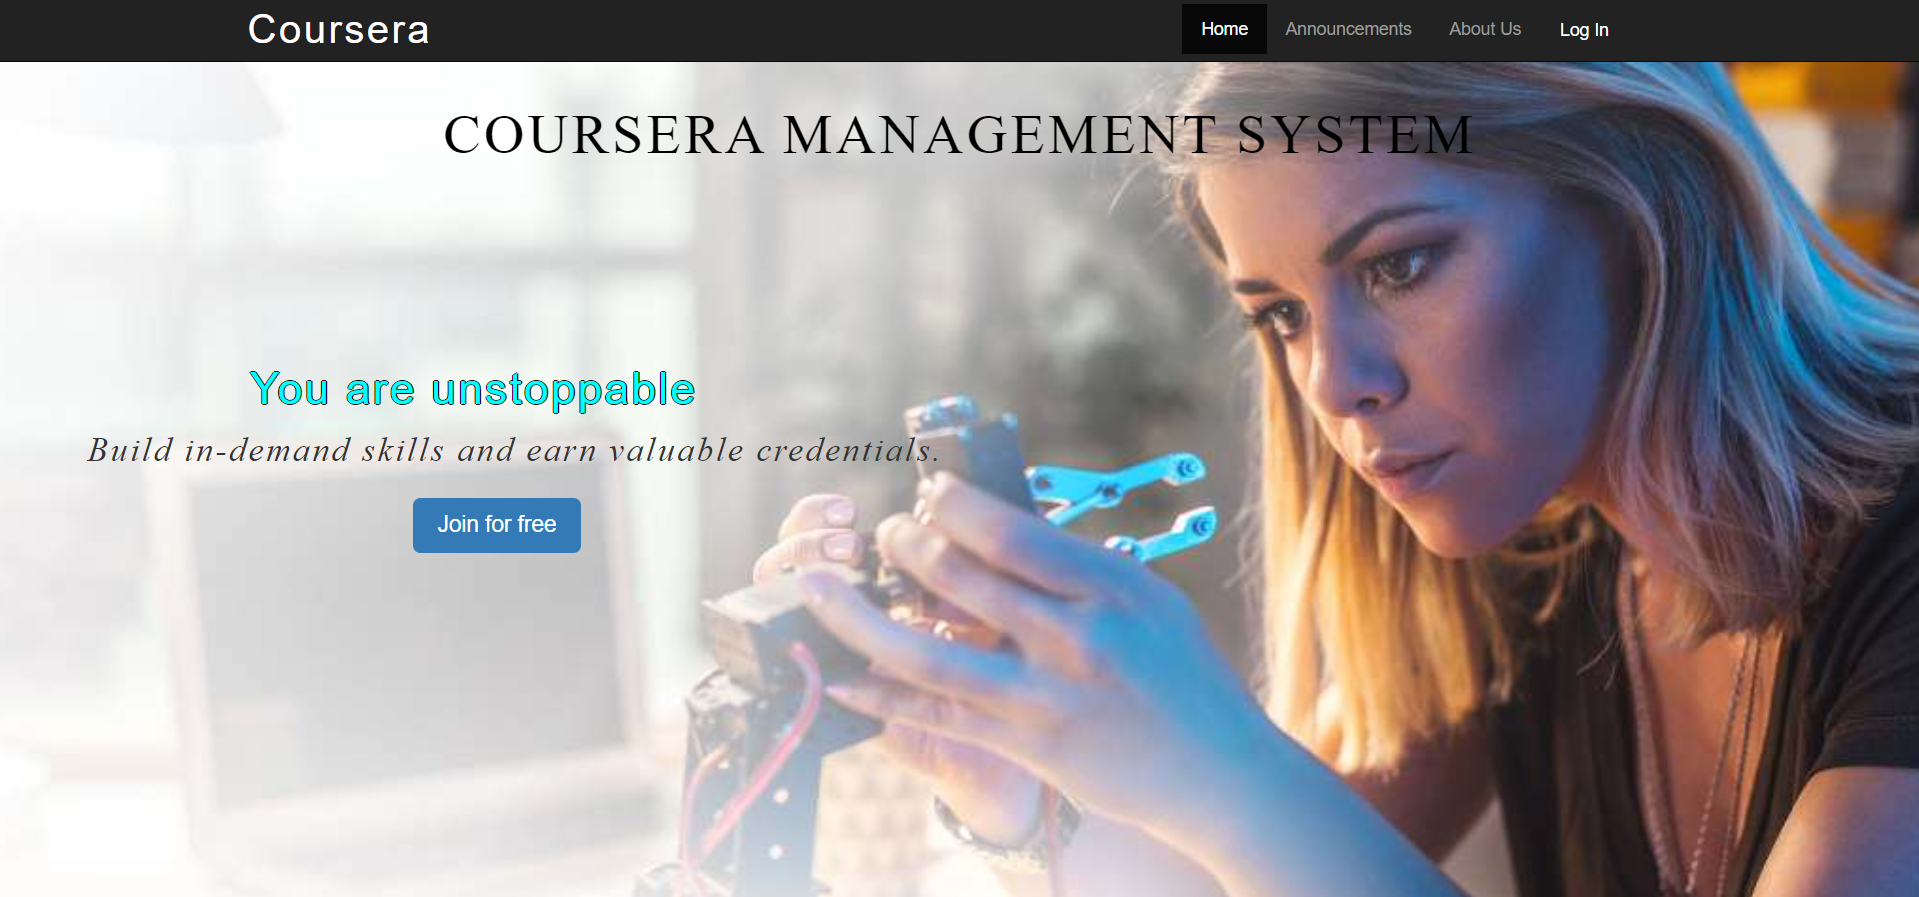 Coursera
Home Announcements About Us Log In
COURSERA MANAGEMENT SYSTEM
You are unstoppable
Build in-demand skills and earn valuable credentials.
Join for free